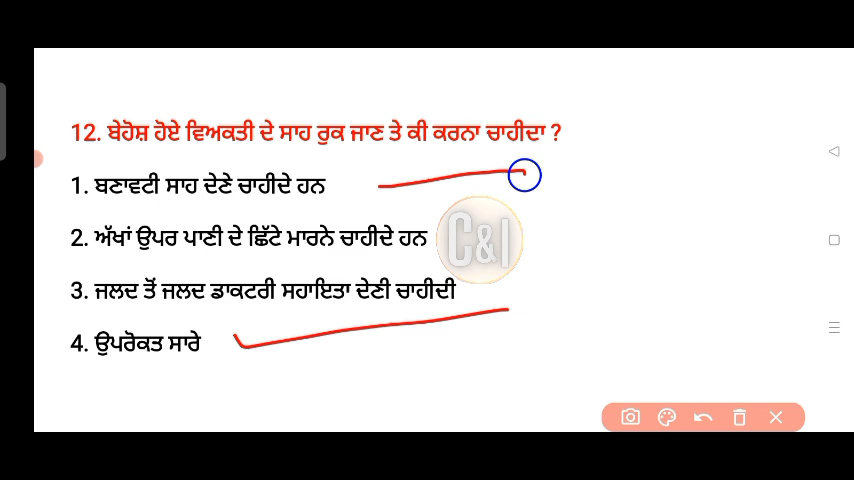 12. ਬੇਹੋਸ਼ ਹੋਏ ਵਿਅਕਤੀ ਦੇ ਸਾਹ ਰੁਕ ਜਾਣ ਤੇ ਕੀ ਕਰਨਾ ਚਾਹੀਦਾ ?
1. ਬਣਾਵਟੀ ਸਾਹ ਦੇਣੇ ਚਾਹੀਦੇ ਹਨ
2. ਅੱਖਾਂ ਉਪਰ ਪਾਣੀ ਦੇ ਛਿੱਟੇ ਮਾਰਨੇ ਚਾਹੀਦੇ ਹਨ
C&I
3. ਜਲਦ ਤੋਂ ਜਲਦ ਡਾਕਟਰੀ ਸਹਾਇਤਾ ਦੇਣੀ ਚਾਹੀਦੀ
4. ਉਪਰੋਕਤ ਸਾਰੇ